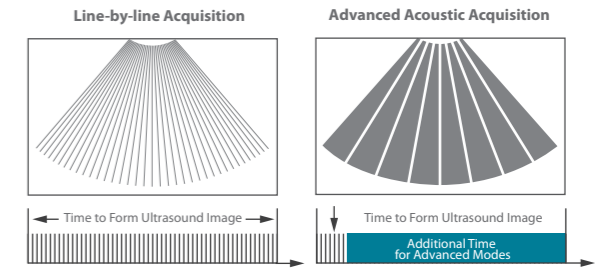 Line-by-line Acquisition
Advanced Acoustic Acquisition
Time to Form Ultrasound Image
Time to Form Ultrasound Image
Additional Time
for Advanced Modes